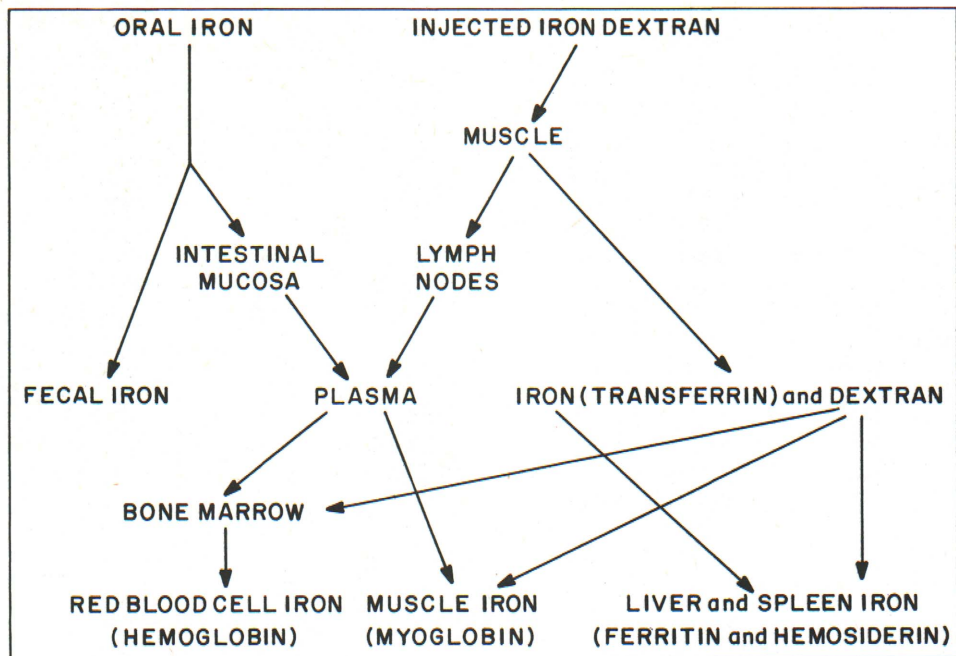 ORAL IRON
INJECTED IRON DEXTRAN
MUSCLE
INTESTINAL
MUCOSA
LYMPH
NODES
FECAL IRON
PLASMA
IRON (TRANSFERRIN) and DEXTRAN
BONE MARROW
RED BLOOD CELL IRON
(HEMOGLOBIN)
MUSCLE IRON
(MYOGLOBIN)
LIVER and SPLEEN IRON
(FERRITIN and HEMOSIDERIN)